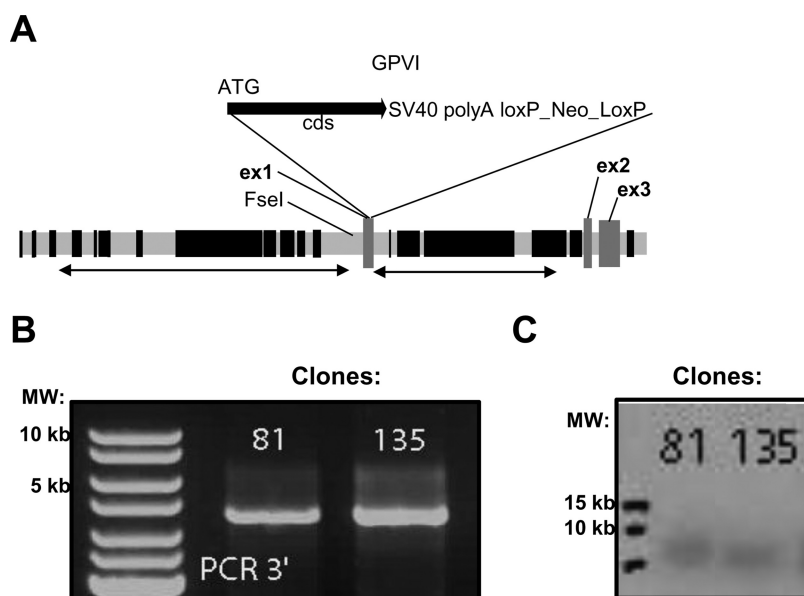 A
GPVI
ATG
cds
SV40 polyA loxP_Neo_LoxP
ex1
FseI
ex2
ex3
B
Clones:
MW:
10 kb
81 135
5 kb
PCR 3'
C
Clones:
MW:
81 135
15 kb
10 kb